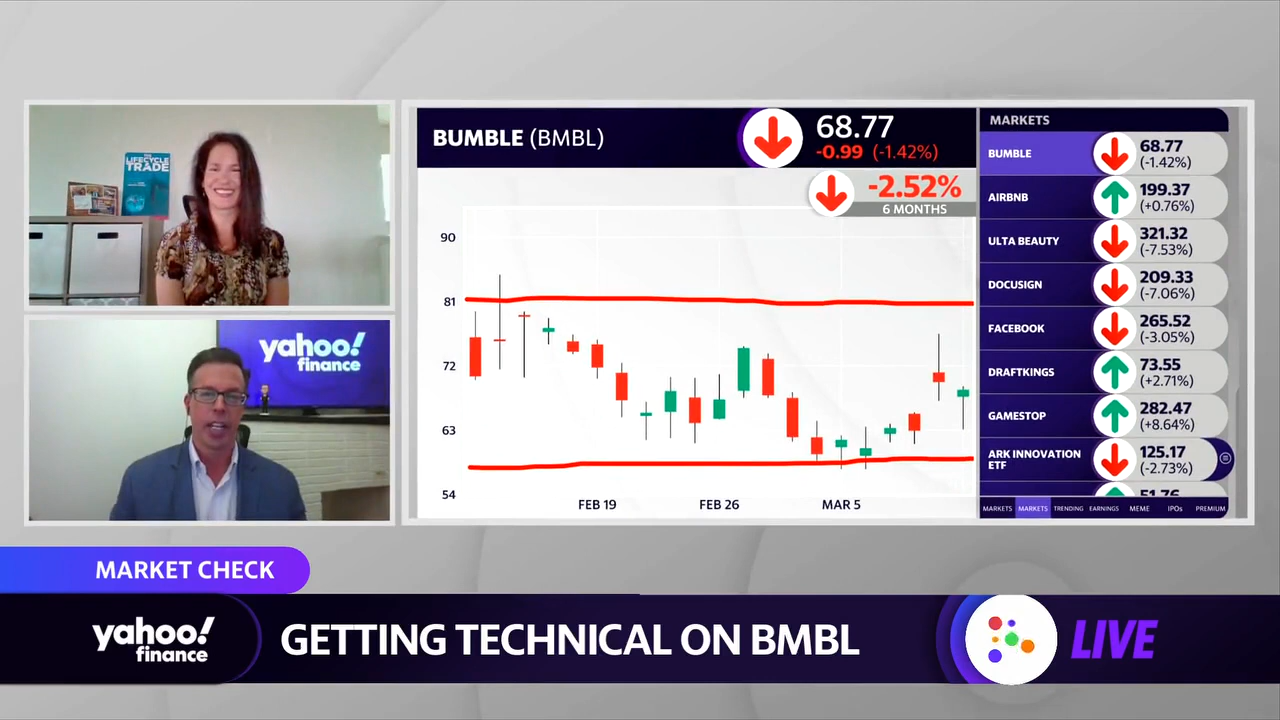 THE
LIFECYCLE
TRADE
yahoo!
finance
BUMBLE (BMBL)
68.77
-0.99 (-1.42%)
-2.52%
6 MONTHS
90
81
72
63
54
FEB 19 FEB 26 MAR 5
MARKETS
BUMBLE 68.77
(-1.42%)
AIRBNB 199.37
(+0.76%)
ULTA BEAUTY 321.32
(-7.53%)
DOCUSIGN 209.33
(-7.06%)
FACEBOOK 265.52
(-3.05%)
DRAFTKINGS 73.55
(+2.71%)
GAMESTOP 282.47
(+8.64%)
ARK INNOVATION
ETF 125.17
(-2.73%)
51.76
MARKETS MARKETS TRENDING EARNINGS MEME IPOs PREMIUM
MARKET CHECK
yahoo!
finance
GETTING TECHNICAL ON BMBL
LIVE